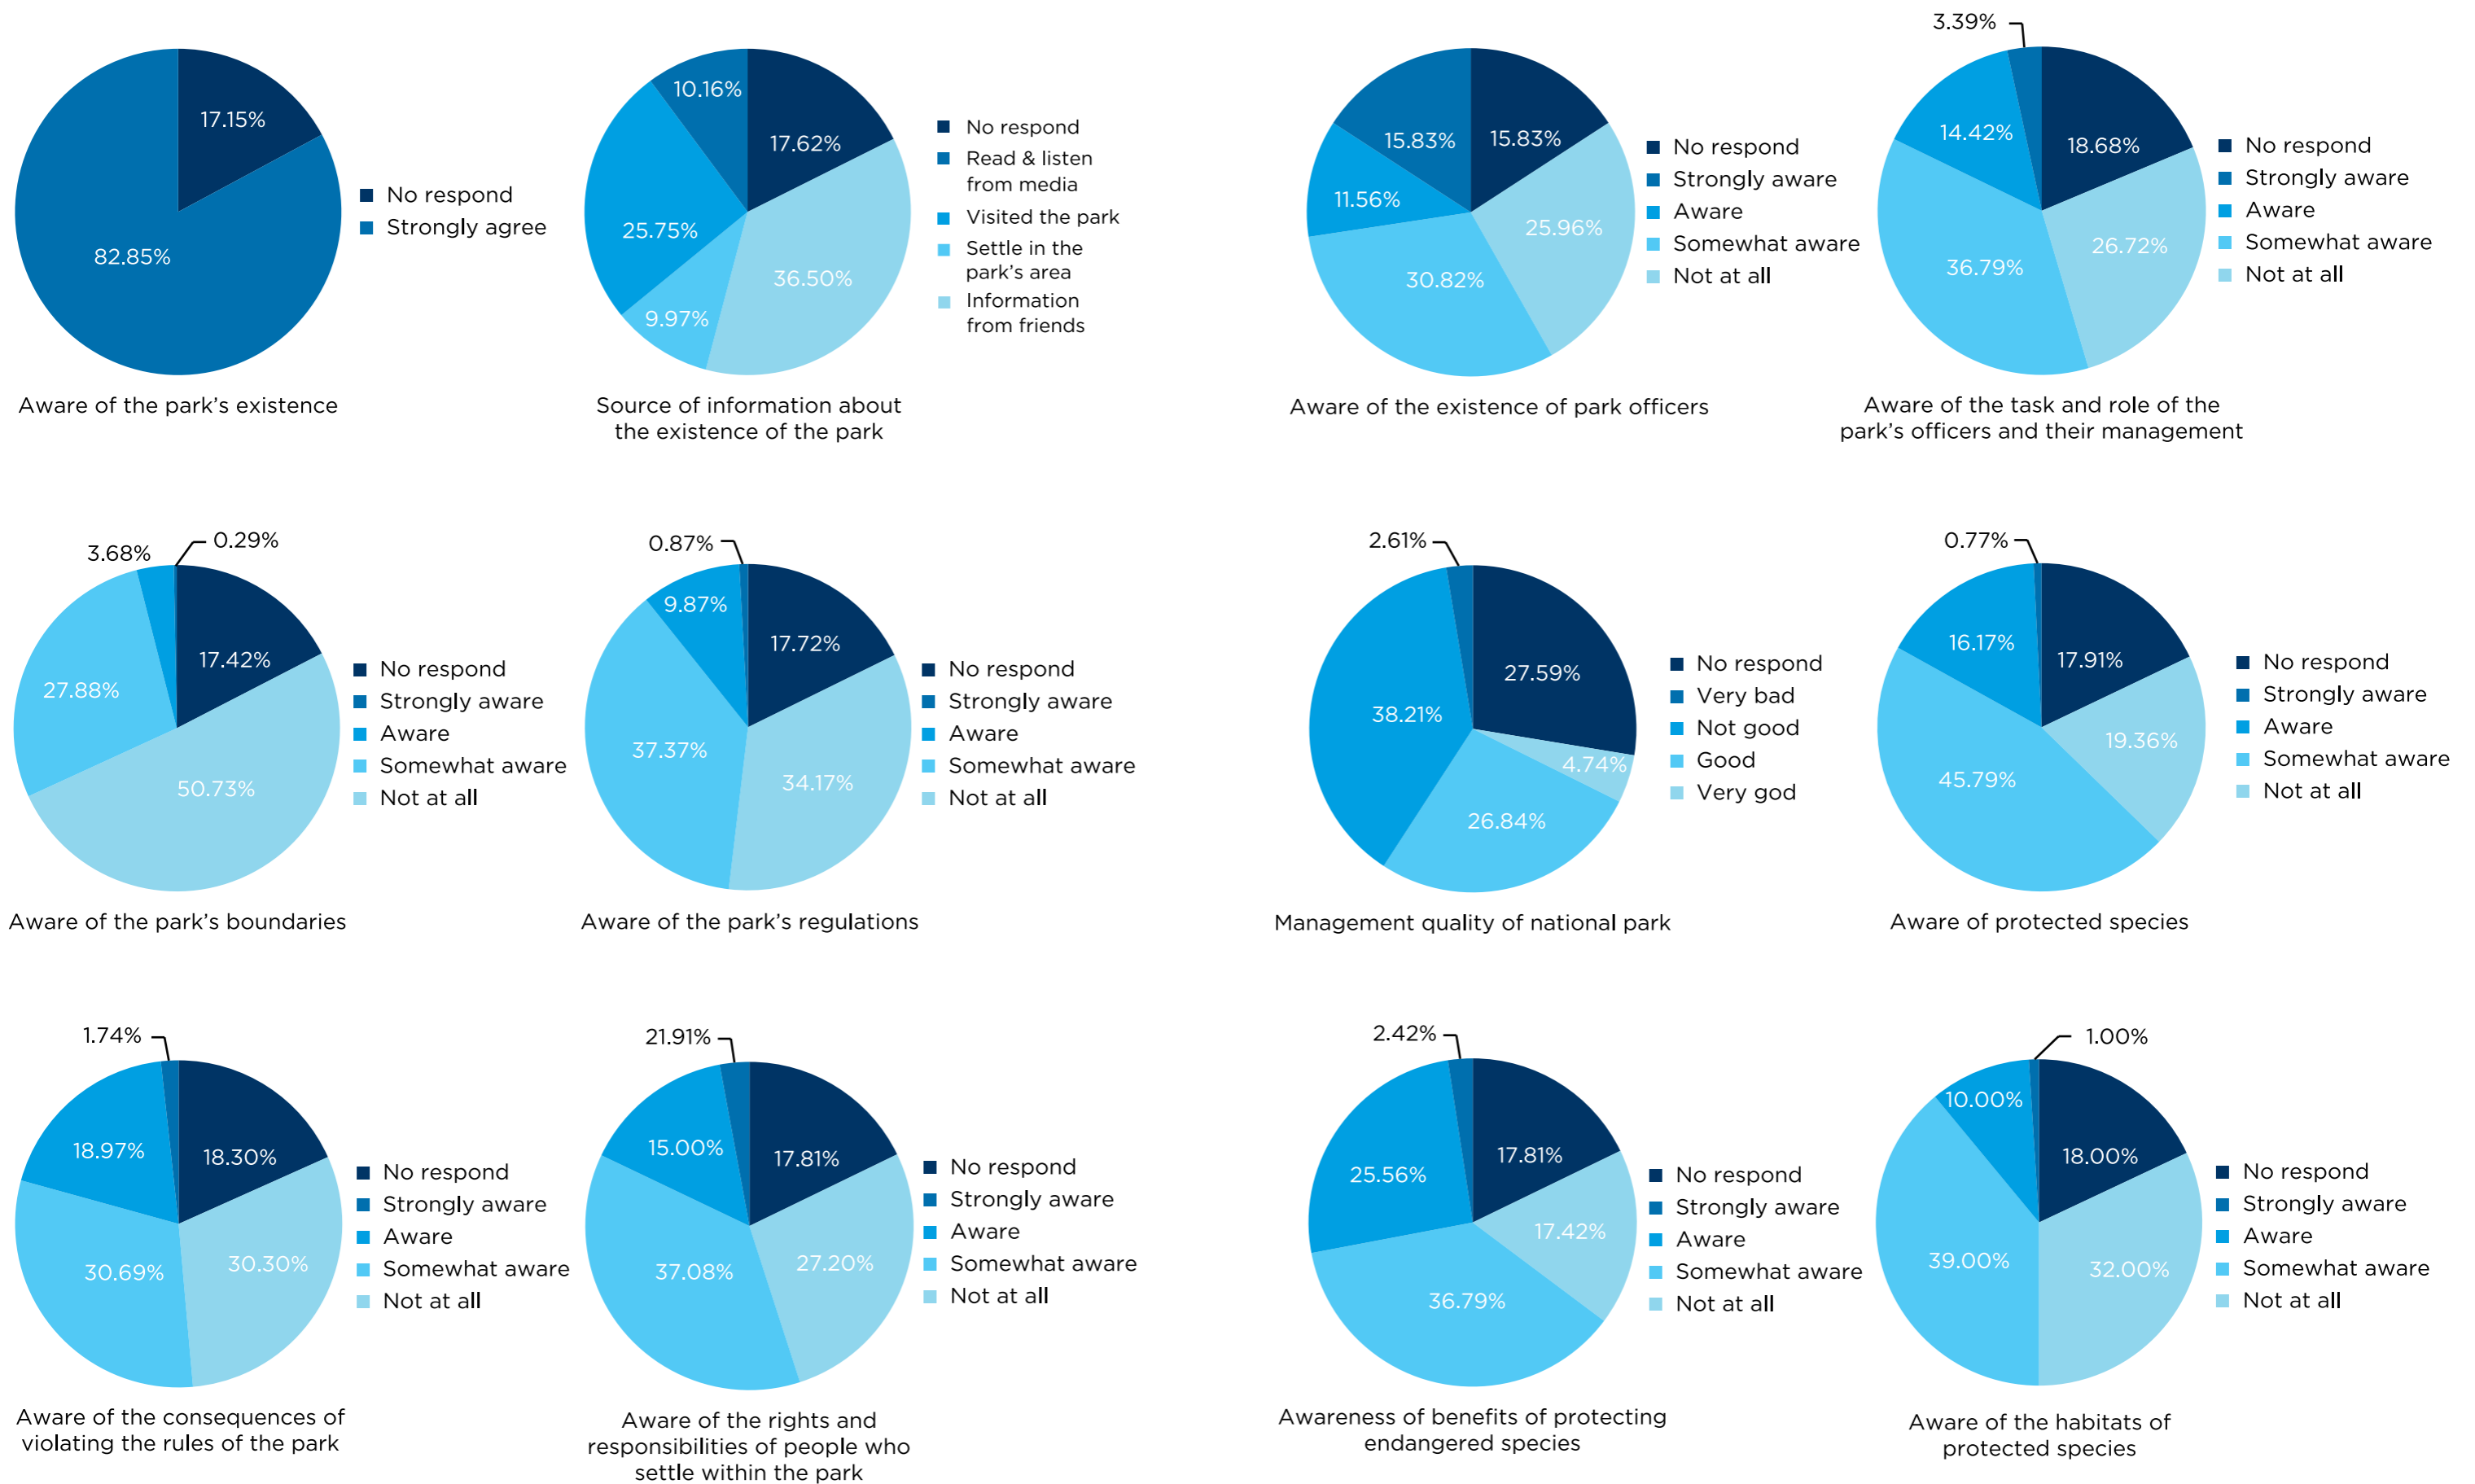 17.15%
82.85%
No respond
Strongly agree
Aware of the park’s existence
10.16%
17.62%
25.75%
9.97%
36.50%
No respond
Read & listen
from media
Visited the park
Settle in the
park’s area
Information
from friends
Source of information about
the existence of the park
15.83%
15.83%
11.56%
25.96%
30.82%
No respond
Strongly aware
Aware
Somewhat aware
Not at all
Aware of the existence of park officers
3.39%
14.42%
18.68%
26.72%
36.79%
No respond
Strongly aware
Aware
Somewhat aware
Not at all
Aware of the task and role of the
park’s officers and their management
3.68%
0.29%
17.42%
27.88%
50.73%
No respond
Strongly aware
Aware
Somewhat aware
Not at all
Aware of the park’s boundaries
0.87%
9.87%
17.72%
37.37%
34.17%
No respond
Strongly aware
Aware
Somewhat aware
Not at all
Aware of the park’s regulations
2.61%
27.59%
38.21%
4.74%
26.84%
No respond
Very bad
Not good
Good
Very god
Management quality of national park
0.77%
16.17%
17.91%
19.36%
45.79%
No respond
Strongly aware
Aware
Somewhat aware
Not at all
Aware of protected species
1.74%
18.97%
18.30%
30.69%
30.30%
No respond
Strongly aware
Aware
Somewhat aware
Not at all
Aware of the consequences of
violating the rules of the park
21.91%
15.00%
17.81%
37.08%
27.20%
No respond
Strongly aware
Aware
Somewhat aware
Not at all
Aware of the rights and
responsibilities of people who
settle within the park
2.42%
25.56%
17.81%
17.42%
36.79%
No respond
Strongly aware
Aware
Somewhat aware
Not at all
Awareness of benefits of protecting
endangered species
1.00%
10.00%
18.00%
39.00%
32.00%
No respond
Strongly aware
Aware
Somewhat aware
Not at all
Aware of the habitats of
protected species